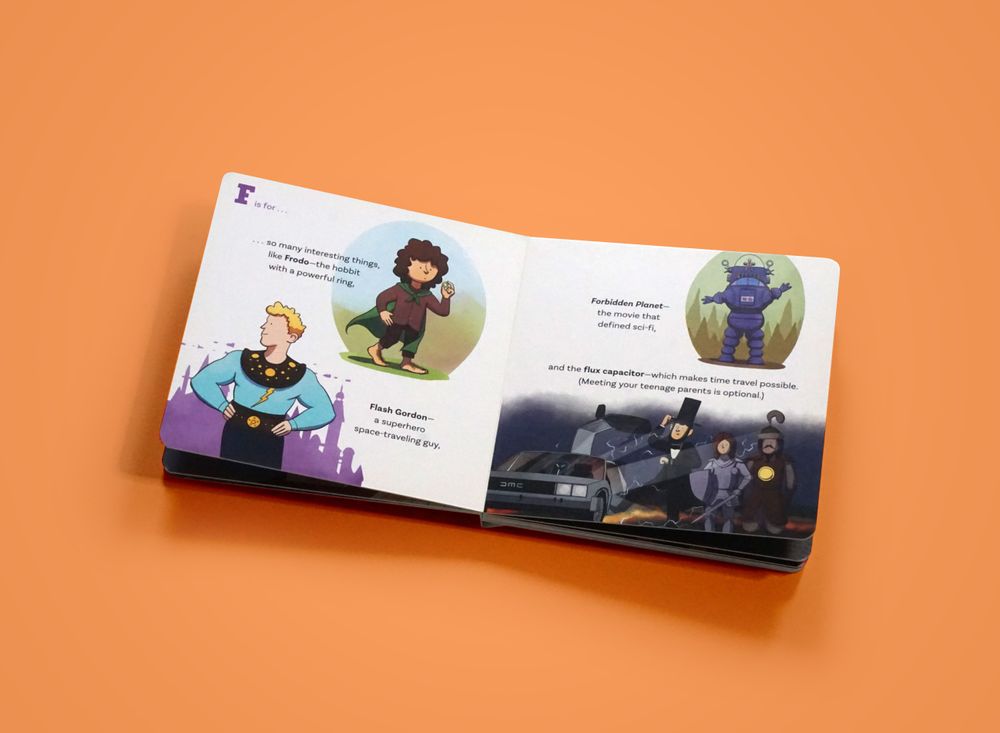 F is for . . .
. . . so many interesting things,
like Frodo—the hobbit
with a powerful ring,
Flash Gordon—
a superhero
space-traveling guy,
Forbidden Planet—
the movie that
defined sci-fi,
and the flux capacitor—which makes time travel possible.
(Meeting your teenage parents is optional.)
DMC